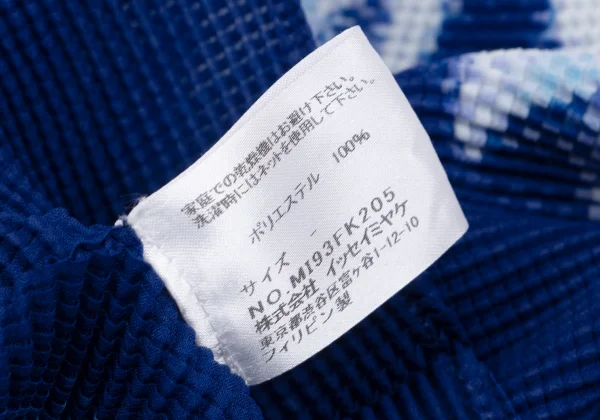 家庭での乾燥機はお避け下さい。
洗濯時にはネットを使用して下さい。
ポリエステル 100%
サイズ -
NO.MI93FK205
株式会社 イッセイミヤケ
東京都渋谷区富ヶ谷1-12-10
フィリピン製